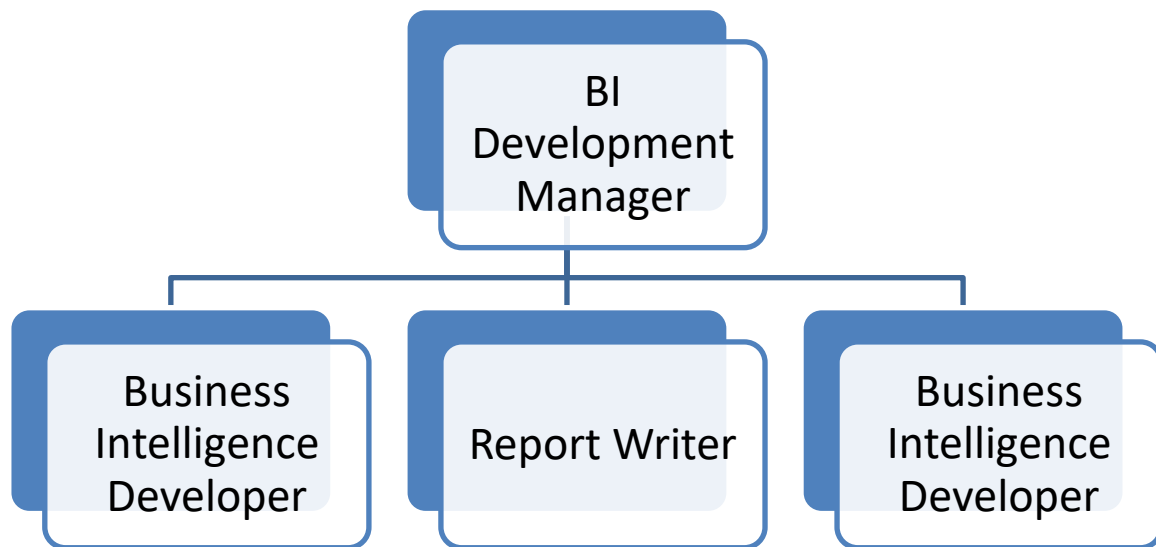 BI
Development
Manager
Business
Intelligence
Developer
Report Writer
Business
Intelligence
Developer